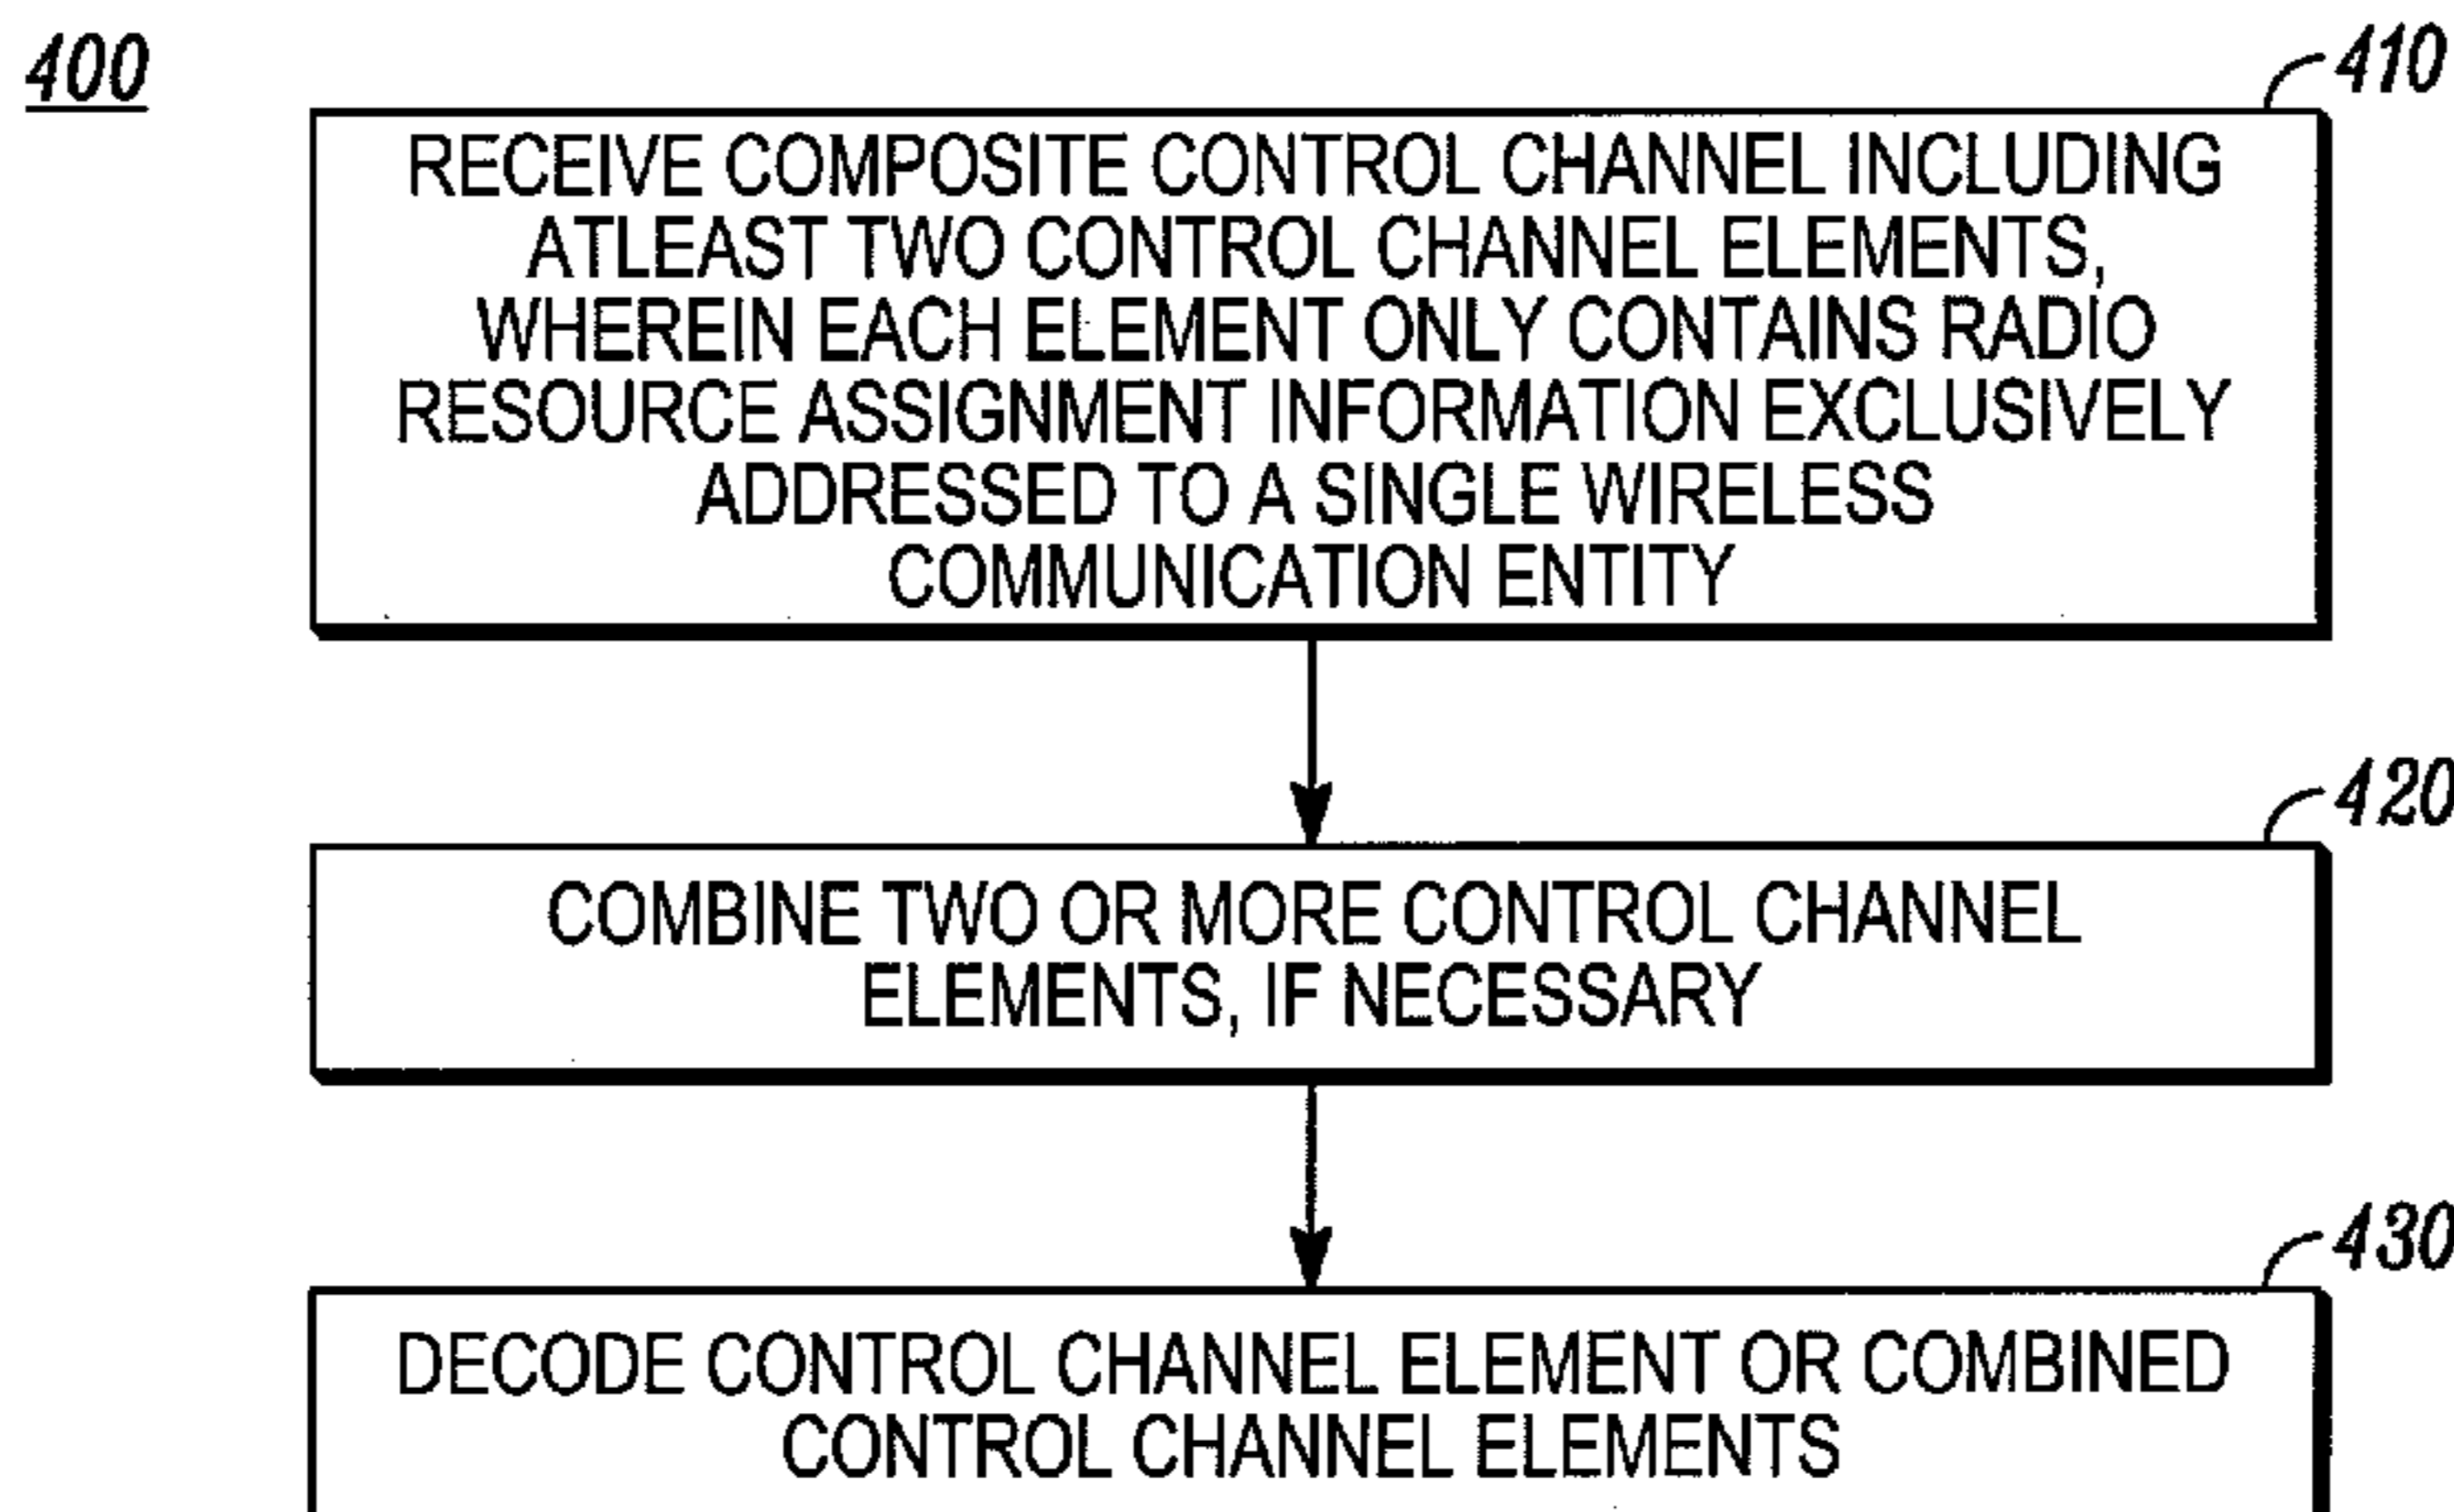 400
410
RECEIVE COMPOSITE CONTROL CHANNEL INCLUDING
ATLEAST TWO CONTROL CHANNEL ELEMENTS,
WHEREIN EACH ELEMENT ONLY CONTAINS RADIO
RESOURCE ASSIGNMENT INFORMATION EXCLUSIVELY
ADDRESSED TO A SINGLE WIRELESS
COMMUNICATION ENTITY
420
COMBINE TWO OR MORE CONTROL CHANNEL
ELEMENTS, IF NECESSARY
430
DECODE CONTROL CHANNEL ELEMENT OR COMBINED
CONTROL CHANNEL ELEMENTS